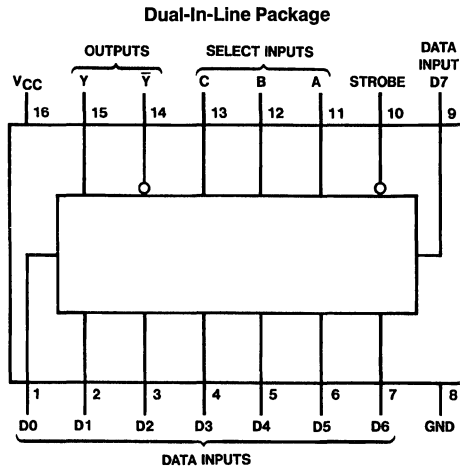 Dual-In-Line Package
OUTPUTS SELECT INPUTS DATA
INPUT
VCC Y Y̅ C B A STROBE D7
16 15 14 13 12 11 10 9
1 2 3 4 5 6 7 8
D0 D1 D2 D3 D4 D5 D6 GND
DATA INPUTS